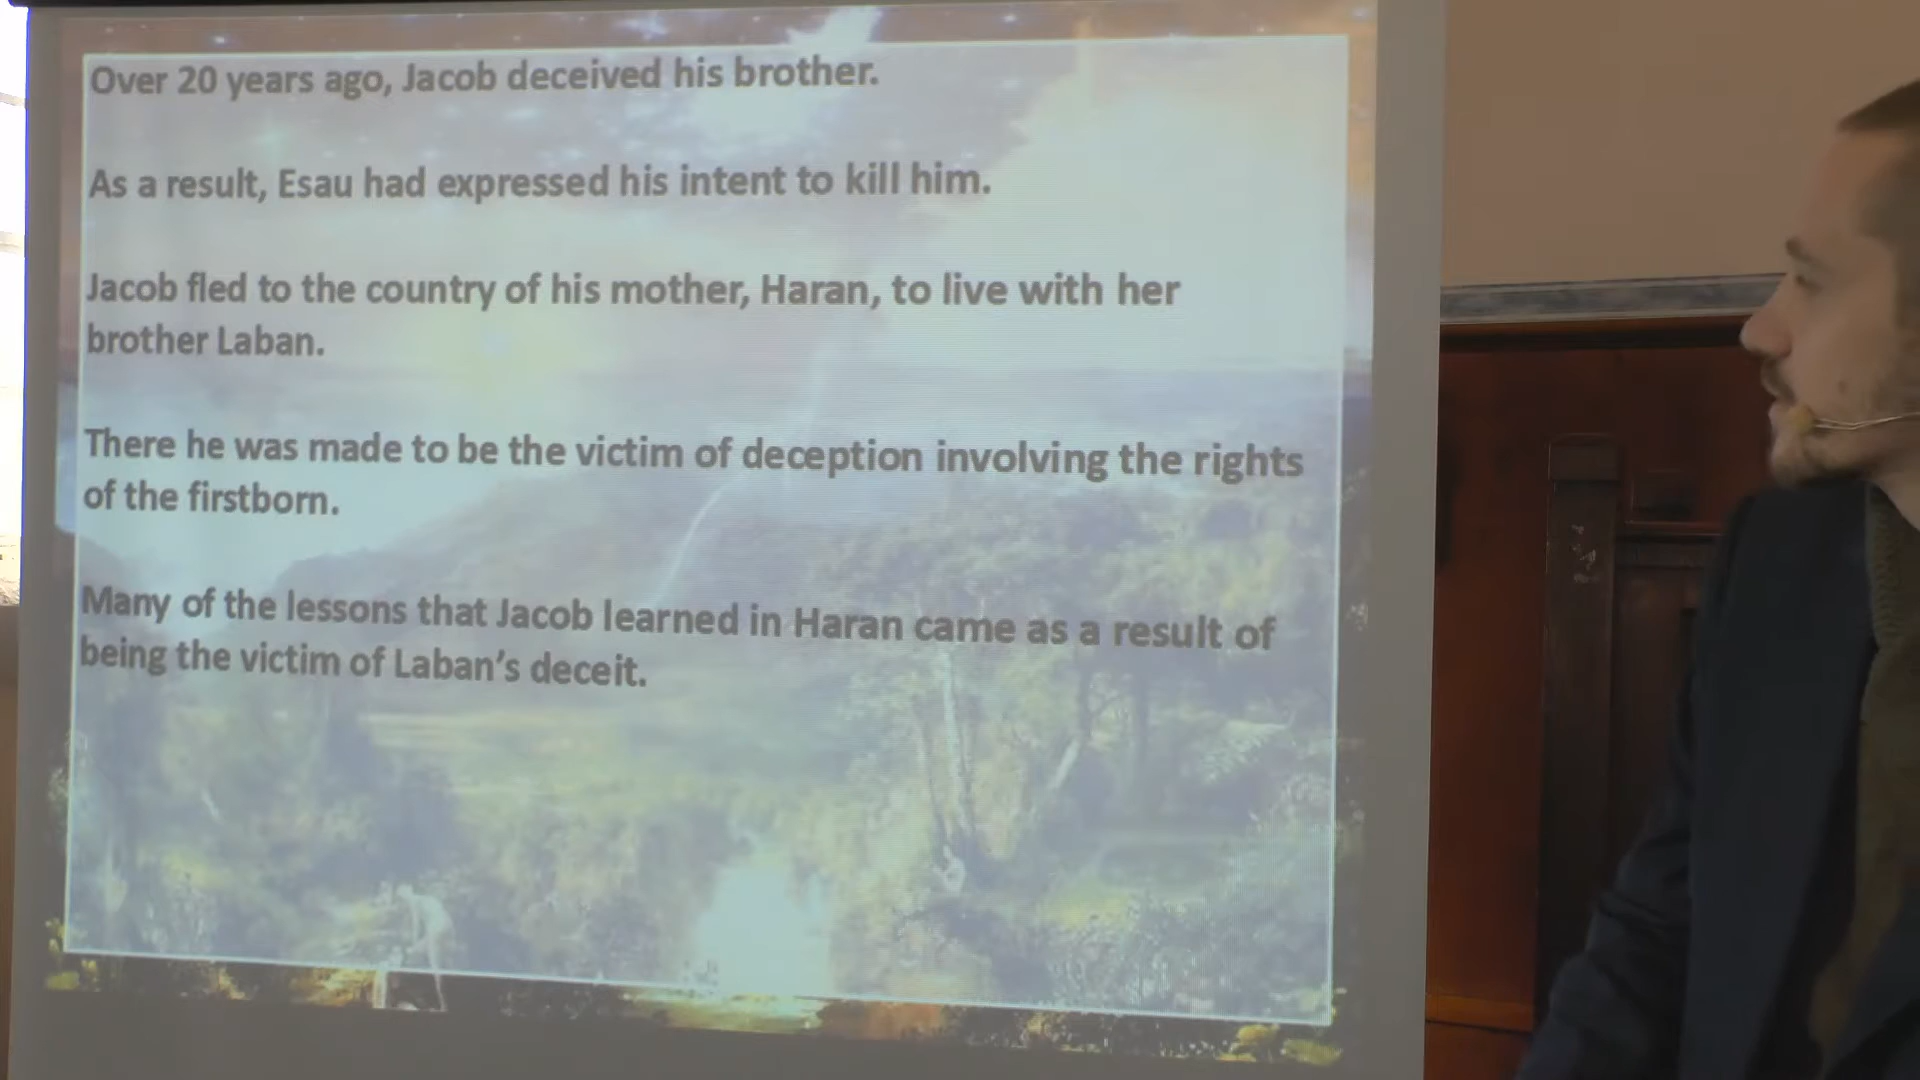 Over 20 years ago, Jacob deceived his brother.
As a result, Esau had expressed his intent to kill him.
Jacob fled to the country of his mother, Haran, to live with her
brother Laban.
There he was made to be the victim of deception involving the rights
of the firstborn.
Many of the lessons that Jacob learned in Haran came as a result of
being the victim of Laban's deceit.